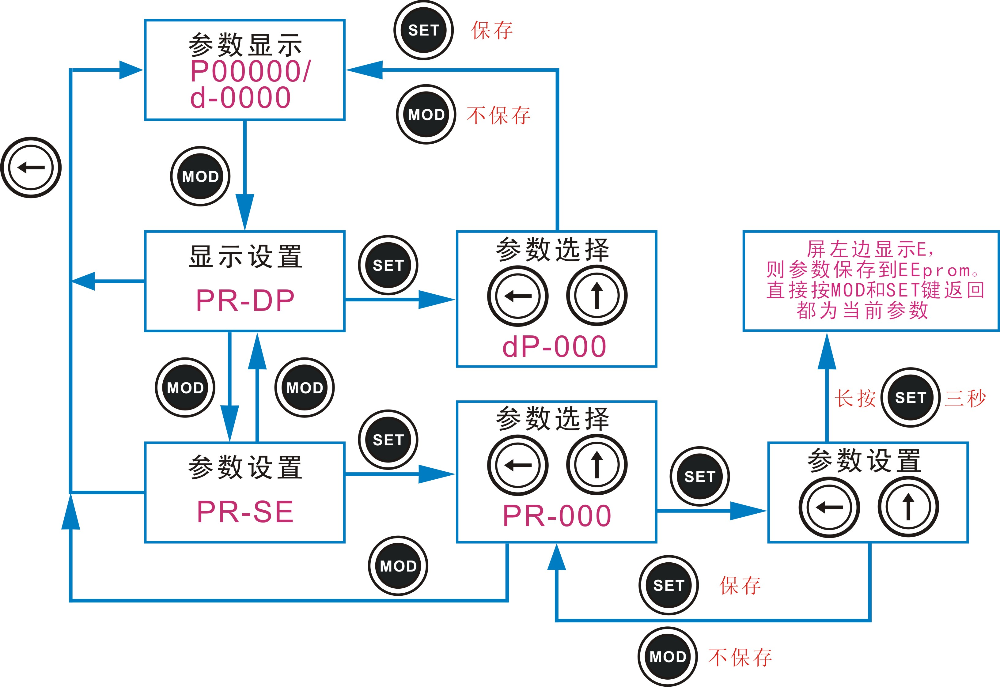 SET 保存
参数显示
P00000/
d-0000
MOD 不保存
MOD
显示设置
PR-DP
SET
参数选择
dP-000
屏左边显示E，
则参数保存到EEprom。
直接按MOD和SET键返回
都为当前参数
MOD
MOD
长按 SET 三秒
参数设置
PR-SE
SET
参数选择
PR-000
SET
参数设置
MOD
SET 保存
MOD 不保存